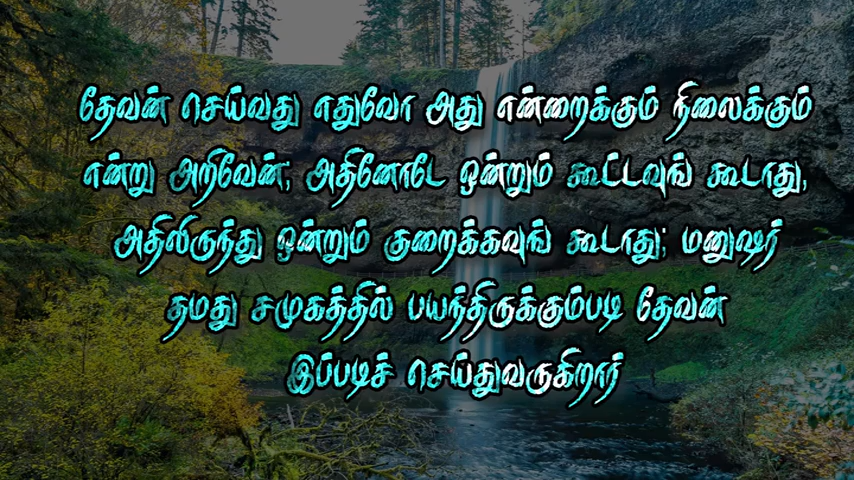 தேவன் செய்வது எதுவோ அது என்றைக்கும் நிலைக்கும்
என்று அறிவேன்; அதினோடே ஒன்றும் கூட்டவுங் கூடாது,
அதிலிருந்து ஒன்றும் குறைக்கவுங் கூடாது; மனுஷர்
தமது சமுகத்தில் பயந்திருக்கும்படி தேவன்
இப்படிச் செய்துவருகிறார்